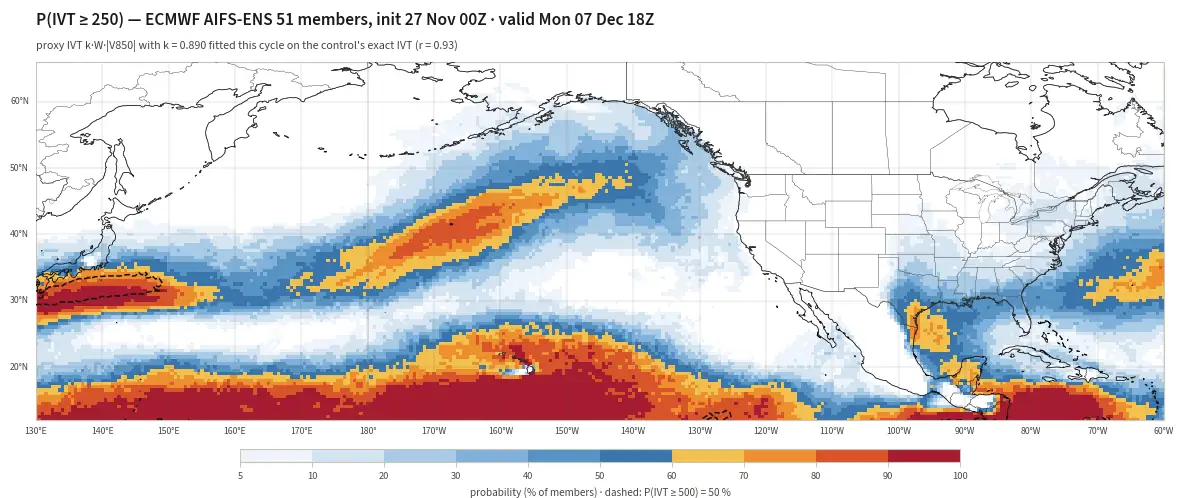 P(IVT ≥ 250) — ECMWF AIFS-ENS 51 members, init 27 Nov 00Z · valid Mon 07 Dec 18Z
proxy IVT k·W·|V850| with k = 0.890 fitted this cycle on the control's exact IVT (r = 0.93)
60°N
50°N
40°N
30°N
20°N
130°E 140°E 150°E 160°E 170°E 180° 170°W 160°W 150°W 140°W 130°W 120°W 110°W 100°W 90°W 80°W 70°W 60°W
5 10 20 30 40 50 60 70 80 90 100
probability (% of members) · dashed: P(IVT ≥ 500) = 50 %